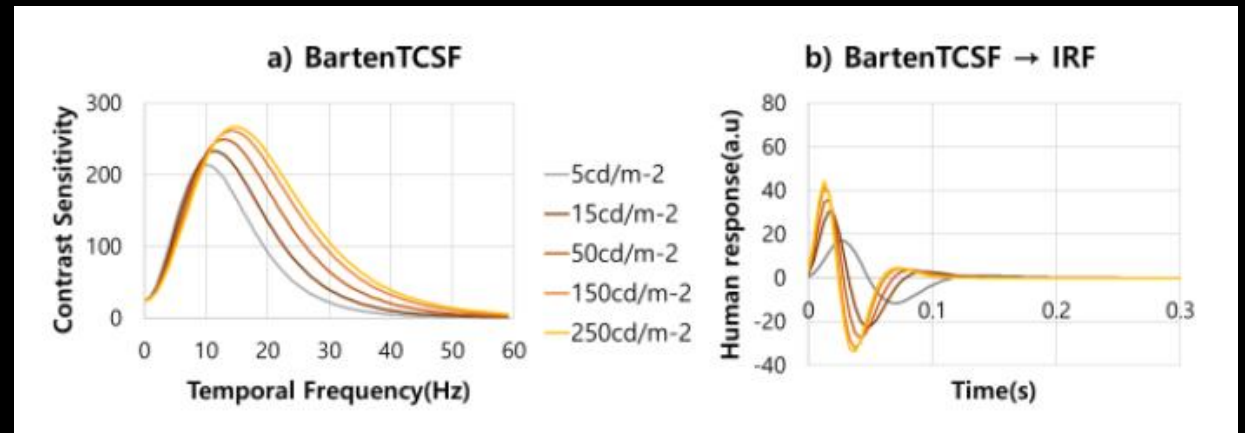 a) BartenTCSF
Contrast Sensitivity
300
200
100
0
0 10 20 30 40 50 60
Temporal Frequency(Hz)
5cd/m-2
15cd/m-2
50cd/m-2
150cd/m-2
250cd/m-2
b) BartenTCSF → IRF
Human response(a.u)
80
60
40
20
0
-20
-40
0 0.1 0.2 0.3
Time(s)